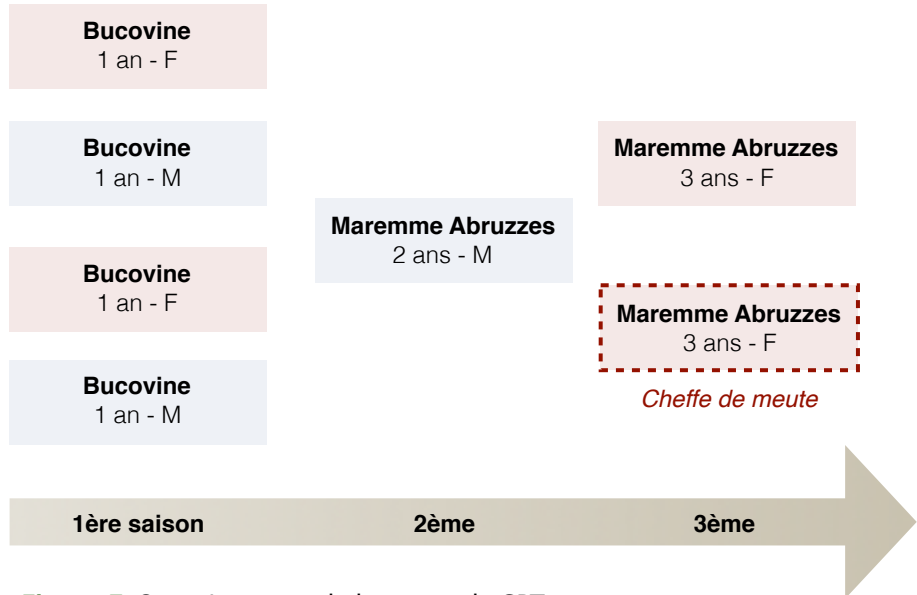 Bucovine
1 an - F
Bucovine
1 an - M
Maremme Abruzzes
3 ans - F
Maremme Abruzzes
2 ans - M
Bucovine
1 an - F
Maremme Abruzzes
3 ans - F
Bucovine
1 an - M
Cheffe de meute
1ère saison
2ème
3ème
Figure